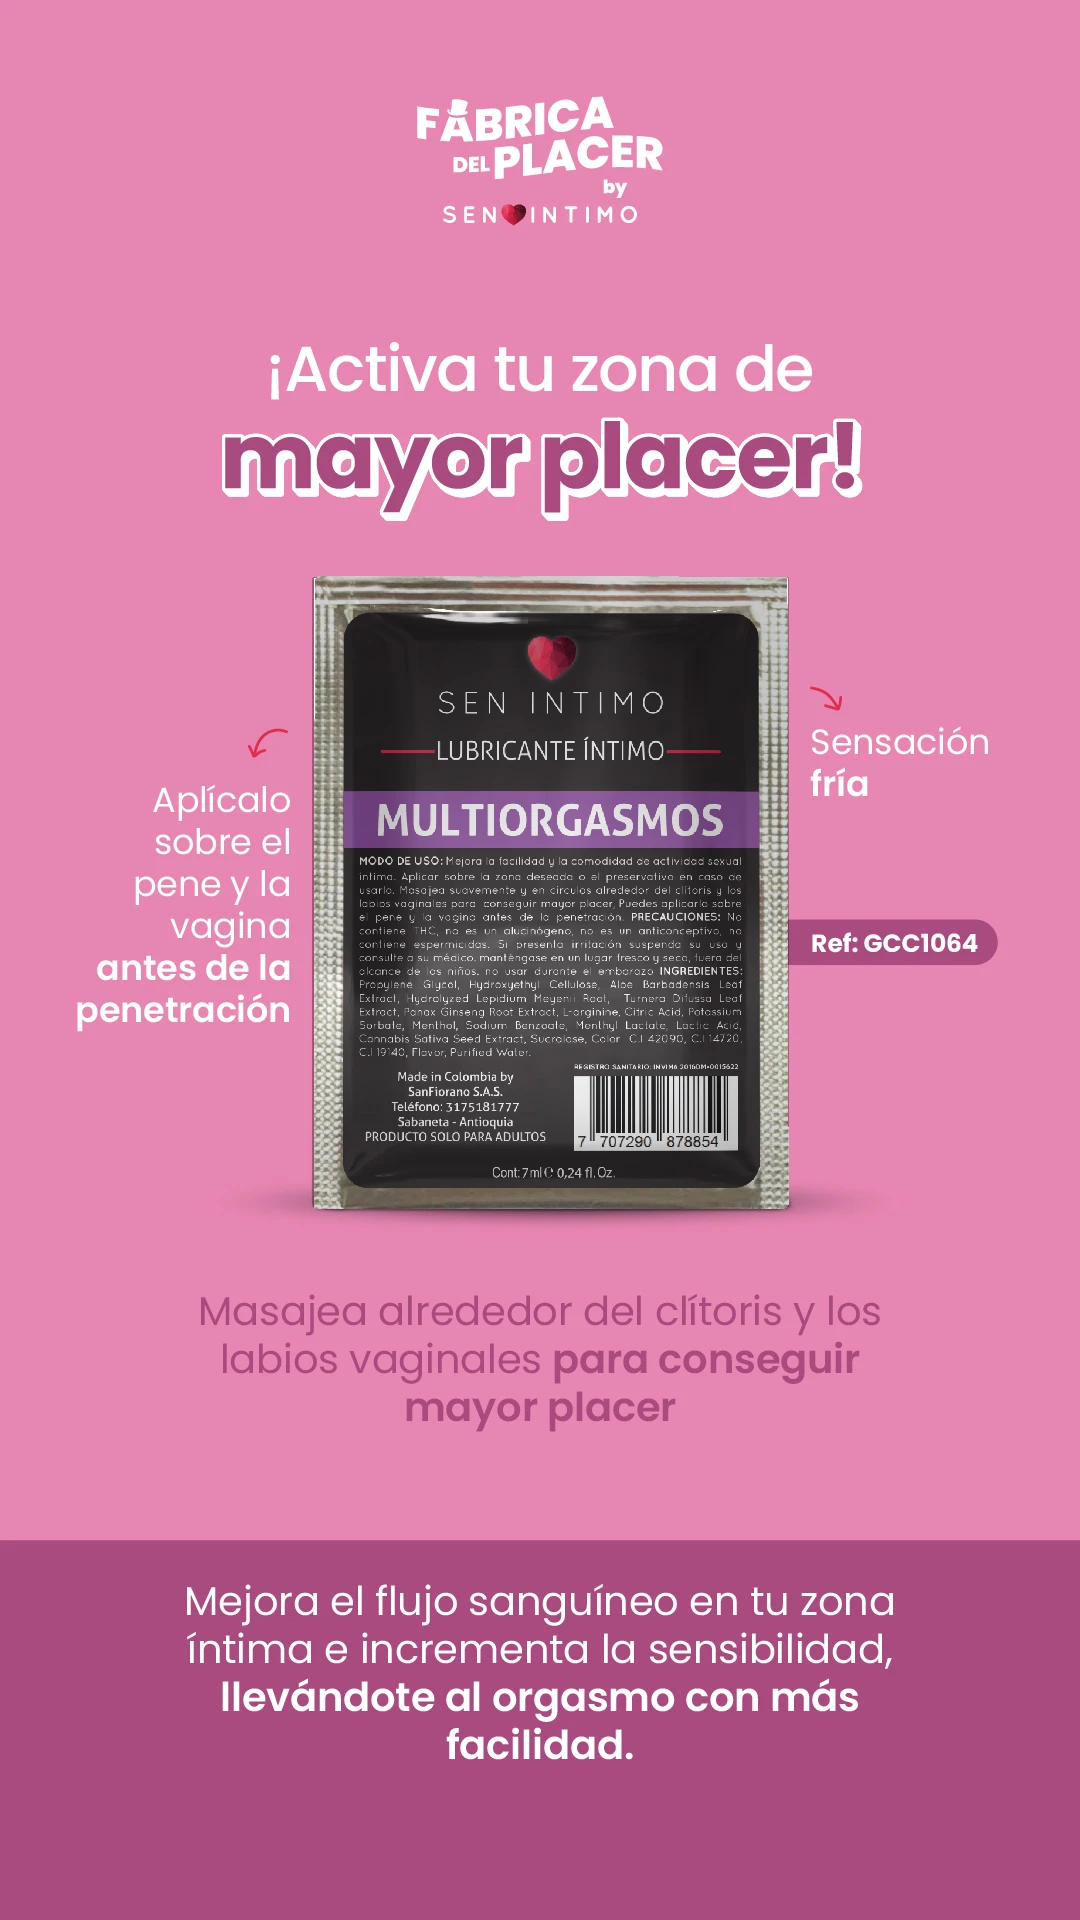 FÁBRICA
DEL PLACER
by
SEN INTIMO
¡Activa tu zona de
mayor placer!
SEN INTIMO
LUBRICANTE ÍNTIMO
MULTIORGASMOS
MODO DE USO: Mejora la facilidad y la comodidad de actividad sexual
intima. Aplicar sobre la zona deseada o el preservativo en caso de
usarlo. Masajea suavemente y en circulos alrededor del clitoris y los
labios vaginales para conseguir mayor placer, Puedes aplicarla sobre
el pene y la vagina antes de la penetración. PRECAUCIONES: No
contiene THC, no es un alucinógeno, no es un anticonceptivo, no
contiene espermicidas. Si presenta irritación suspenda su uso y
consulte a su médico. manténgase en un lugar fresco y seco, fuera del
alcance de los niños. no usar durante el embarazo INGREDIENTES:
Propylene Glycol, Hydroxyethyl Cellulose, Aloe Barbadensis Leaf
Extract, Hydrolyzed Lepidium Meyenii Root, Turnera Difussa Leaf
Extract, Panax Ginseng Root Extract, L-arginine, Citric Acid, Potassium
Sorbate, Menthol, Sodium Benzoate, Menthyl Lactate, Lactic Acid,
Cannabis Sativa Seed Extract, Sucralose, Color C.I 42090, C.I 14720,
C.I 19140, Flavor, Purified Water.
REGISTRO SANITARIO: INVIMA 2016DM-0015622
Made in Colombia by
SanFiorano S.A.S.
Teléfono: 3175181777
Sabaneta - Antioquia
PRODUCTO SOLO PARA ADULTOS
7 707290 878854
Cont: 7 ml ℮ 0,24 fl. Oz.
Aplícalo
sobre el
pene y la
vagina
antes de la
penetración
Sensación
fría
Ref: GCC1064
Masajea alrededor del clítoris y los
labios vaginales para conseguir
mayor placer
Mejora el flujo sanguíneo en tu zona
íntima e incrementa la sensibilidad,
llevándote al orgasmo con más
facilidad.